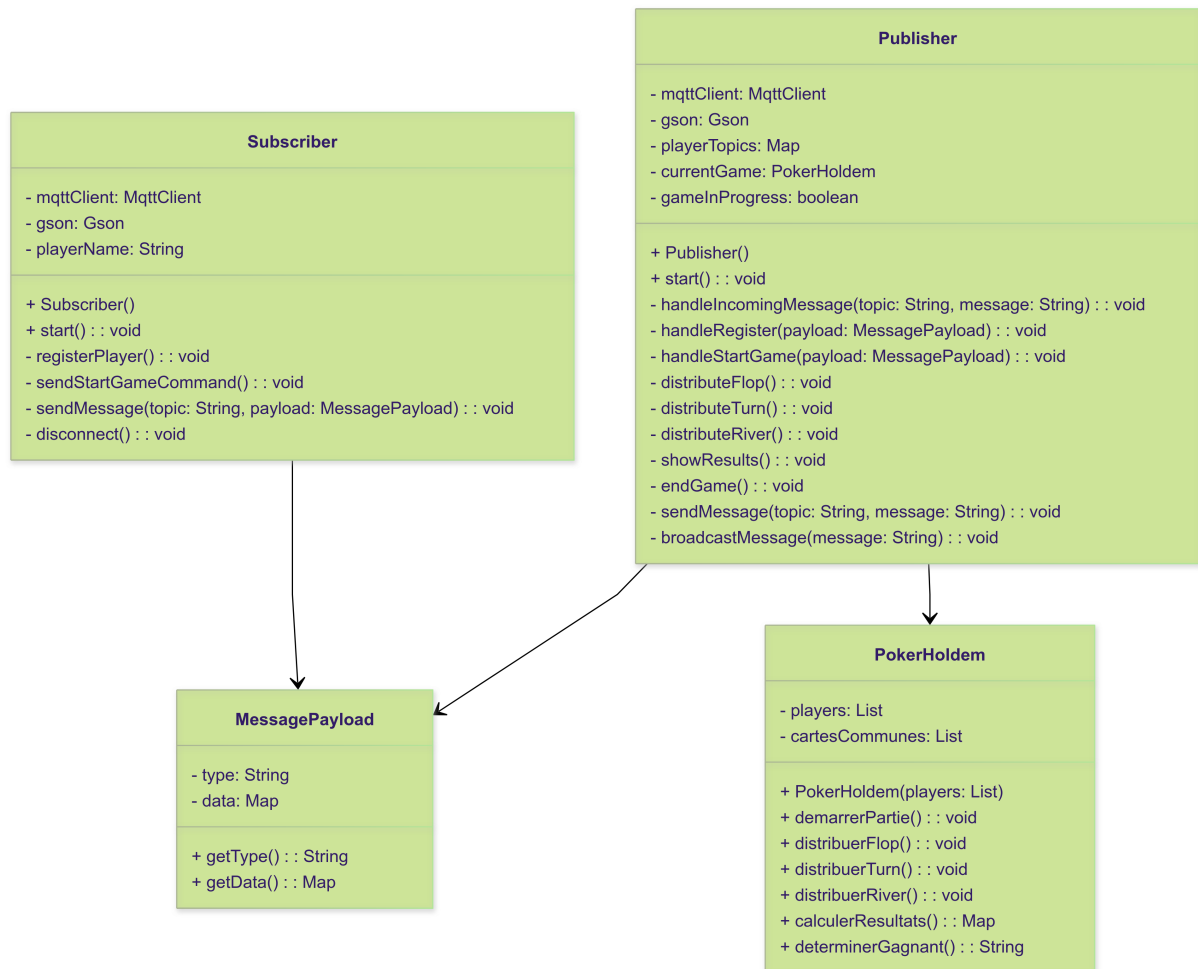 Subscriber
- mqttClient: MqttClient
- gson: Gson
- playerName: String
+ Subscriber()
+ start() : : void
- registerPlayer() : : void
- sendStartGameCommand() : : void
- sendMessage(topic: String, payload: MessagePayload) : : void
- disconnect() : : void
Publisher
- mqttClient: MqttClient
- gson: Gson
- playerTopics: Map
- currentGame: PokerHoldem
- gameInProgress: boolean
+ Publisher()
+ start() : : void
- handleIncomingMessage(topic: String, message: String) : : void
- handleRegister(payload: MessagePayload) : : void
- handleStartGame(payload: MessagePayload) : : void
- distributeFlop() : : void
- distributeTurn() : : void
- distributeRiver() : : void
- showResults() : : void
- endGame() : : void
- sendMessage(topic: String, message: String) : : void
- broadcastMessage(message: String) : : void
MessagePayload
- type: String
- data: Map
+ getType() : : String
+ getData() : : Map
PokerHoldem
- players: List
- cartesCommunes: List
+ PokerHoldem(players: List)
+ demarrerPartie() : : void
+ distribuerFlop() : : void
+ distribuerTurn() : : void
+ distribuerRiver() : : void
+ calculerResultats() : : Map
+ determinerGagnant() : : String